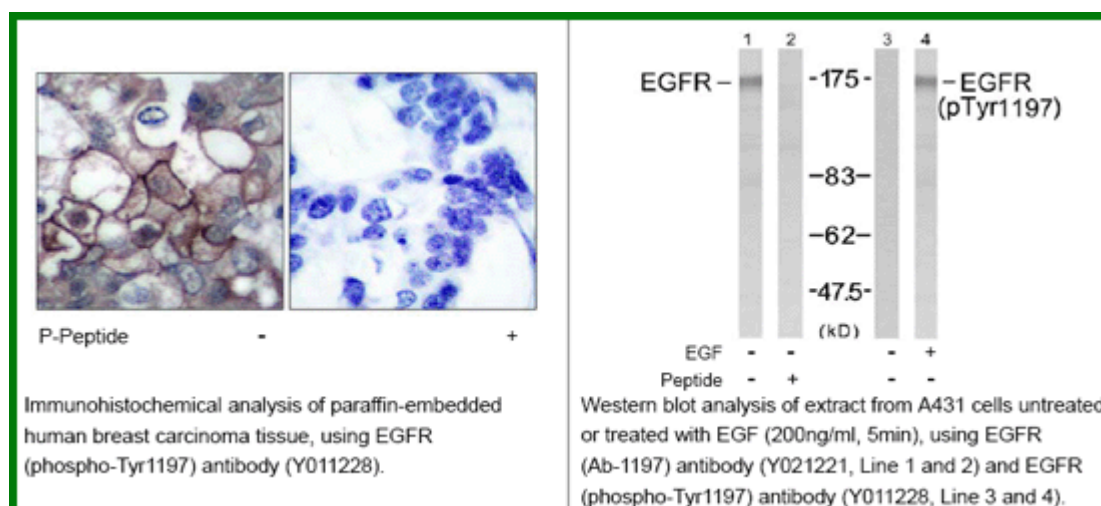 P-Peptide - +
Immunohistochemical analysis of paraffin-embedded
human breast carcinoma tissue, using EGFR
(phospho-Tyr1197) antibody (Y011228).
1 2 3 4
EGFR – -175- -EGFR
(pTyr1197)
-83-
-62-
-47.5-
(kD)
EGF - - - +
Peptide - + - -
Western blot analysis of extract from A431 cells untreated
or treated with EGF (200ng/ml, 5min), using EGFR
(Ab-1197) antibody (Y021221, Line 1 and 2) and EGFR
(phospho-Tyr1197) antibody (Y011228, Line 3 and 4).